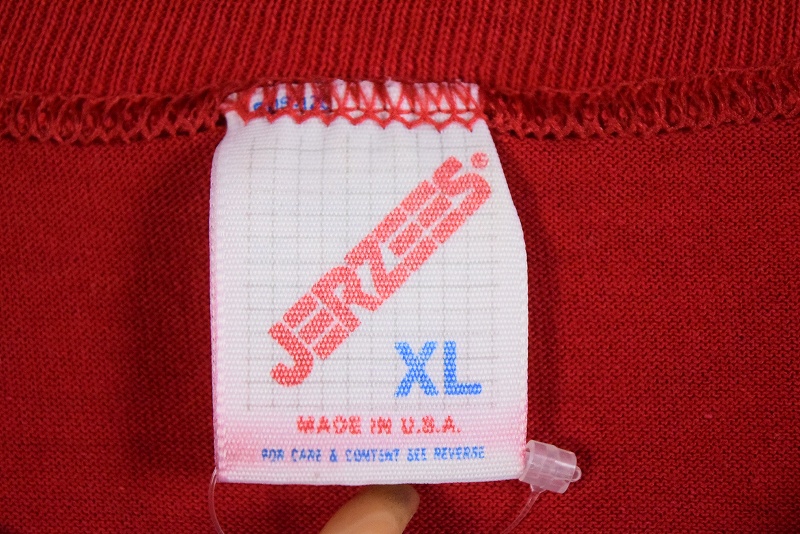 JERZEES®
XL
MADE IN U.S.A.
FOR CARE & CONTENT SEE REVERSE